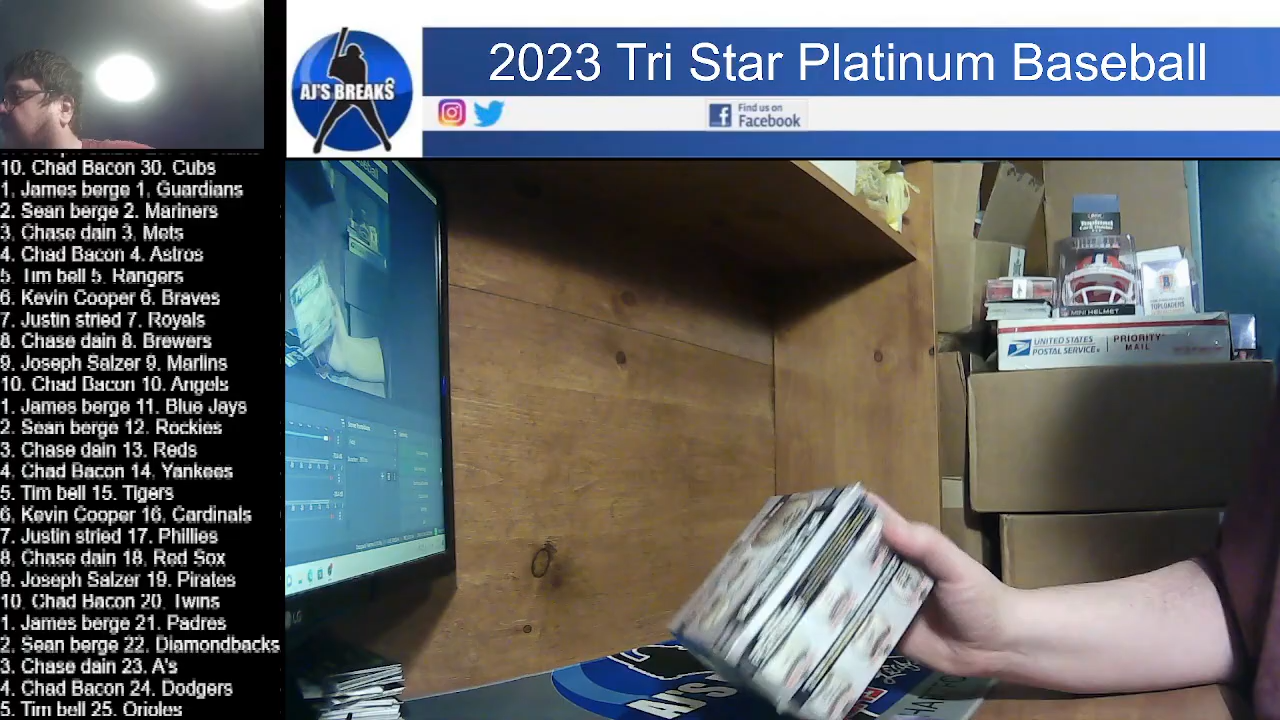 2023 Tri Star Platinum Baseball
AJ'S BREAKS
Find us on
Facebook
10. Chad Bacon 30. Cubs
1. James berge 1. Guardians
2. Sean berge 2. Mariners
3. Chase dain 3. Mets
4. Chad Bacon 4. Astros
5. Tim bell 5. Rangers
6. Kevin Cooper 6. Braves
7. Justin stried 7. Royals
8. Chase dain 8. Brewers
9. Joseph Salzer 9. Marlins
10. Chad Bacon 10. Angels
1. James berge 11. Blue Jays
2. Sean berge 12. Rockies
3. Chase dain 13. Reds
4. Chad Bacon 14. Yankees
5. Tim bell 15. Tigers
6. Kevin Cooper 16. Cardinals
7. Justin stried 17. Phillies
8. Chase dain 18. Red Sox
9. Joseph Salzer 19. Pirates
10. Chad Bacon 20. Twins
1. James berge 21. Padres
2. Sean berge 22. Diamondbacks
3. Chase dain 23. A's
4. Chad Bacon 24. Dodgers
5. Tim bell 25. Orioles
MINI HELMET
TOPLOADERS
UNITED STATES
POSTAL SERVICE
PRIORITY
MAIL
LG
AJ'S